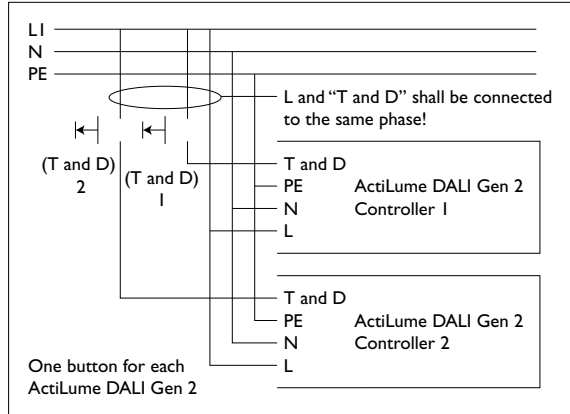 L1
N
PE
L and “T and D” shall be connected
to the same phase!
(T and D)
2
(T and D)
1
T and D
PE
N
L
ActiLume DALI Gen 2
Controller 1
T and D
PE
N
L
ActiLume DALI Gen 2
Controller 2
One button for each
ActiLume DALI Gen 2